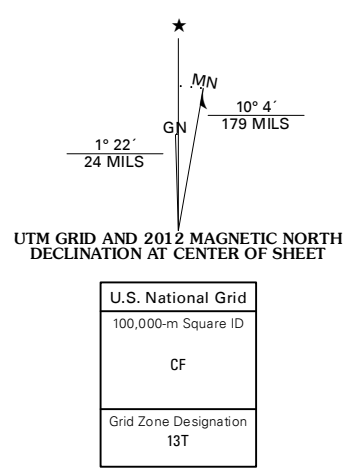 ★
MN
GN
10° 4´
179 MILS
1° 22´
24 MILS
UTM GRID AND 2012 MAGNETIC NORTH
DECLINATION AT CENTER OF SHEET
U.S. National Grid
100,000-m Square ID
CF
Grid Zone Designation
13T